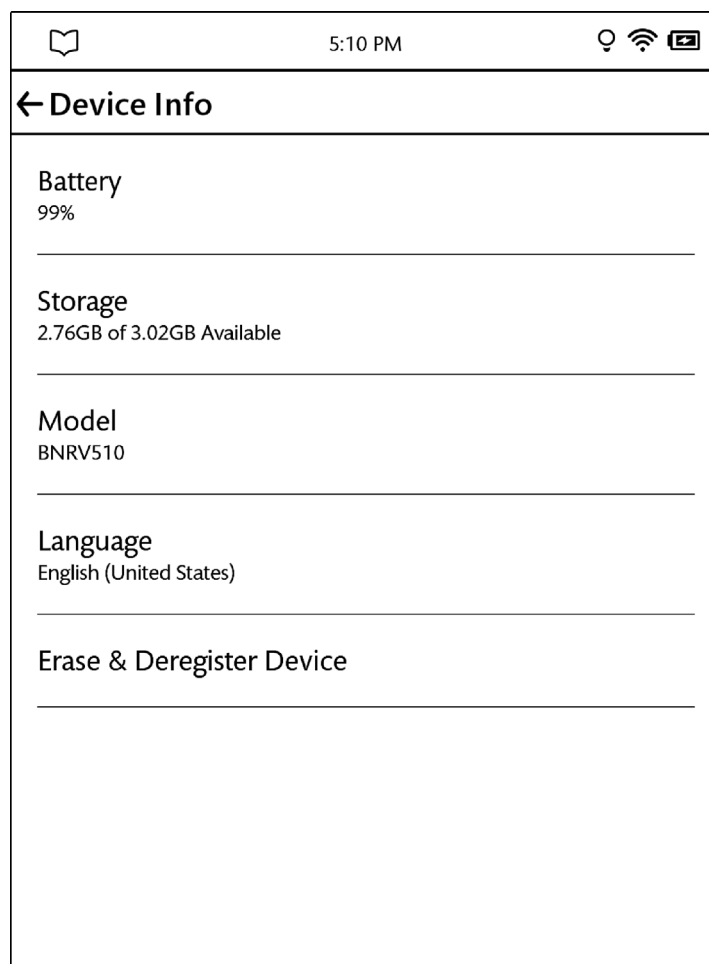 5:10 PM
Device Info
Battery
99%
Storage
2.76GB of 3.02GB Available
Model
BNRV510
Language
English (United States)
Erase & Deregister Device